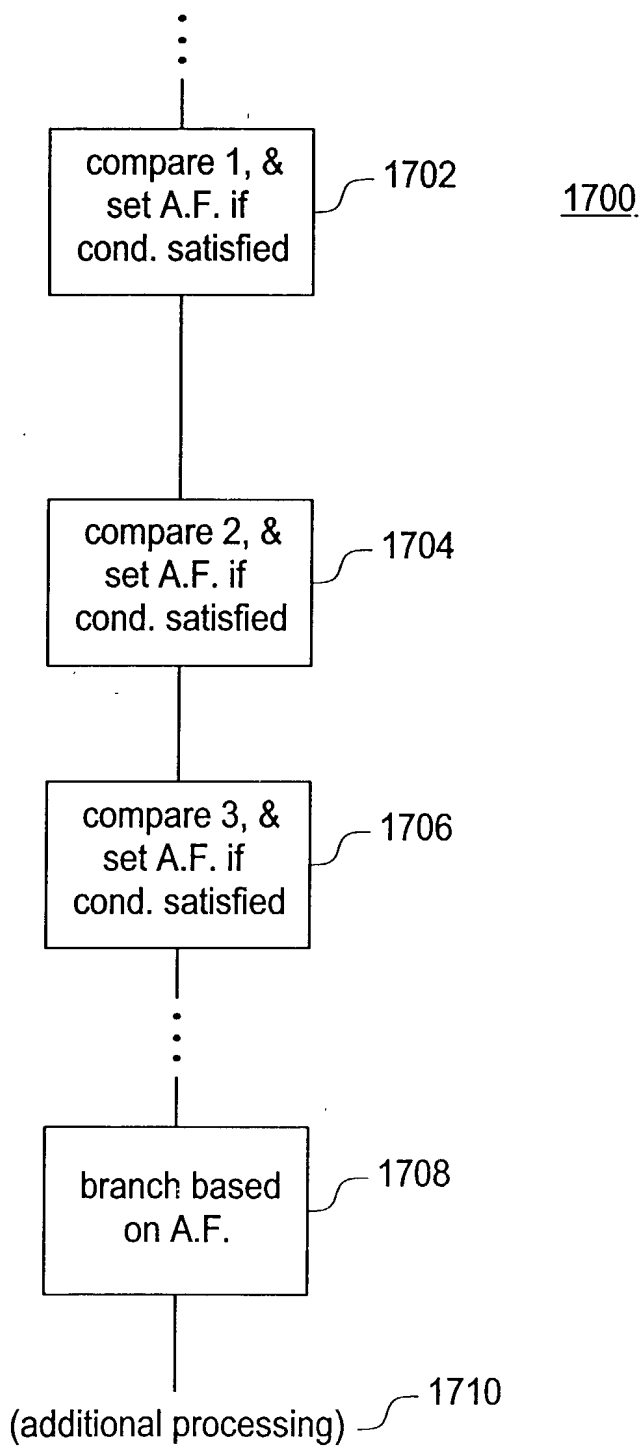 compare 1, &
set A.F. if
cond. satisfied
1702
1700
compare 2, &
set A.F. if
cond. satisfied
1704
compare 3, &
set A.F. if
cond. satisfied
1706
branch based
on A.F.
1708
(additional processing)
1710